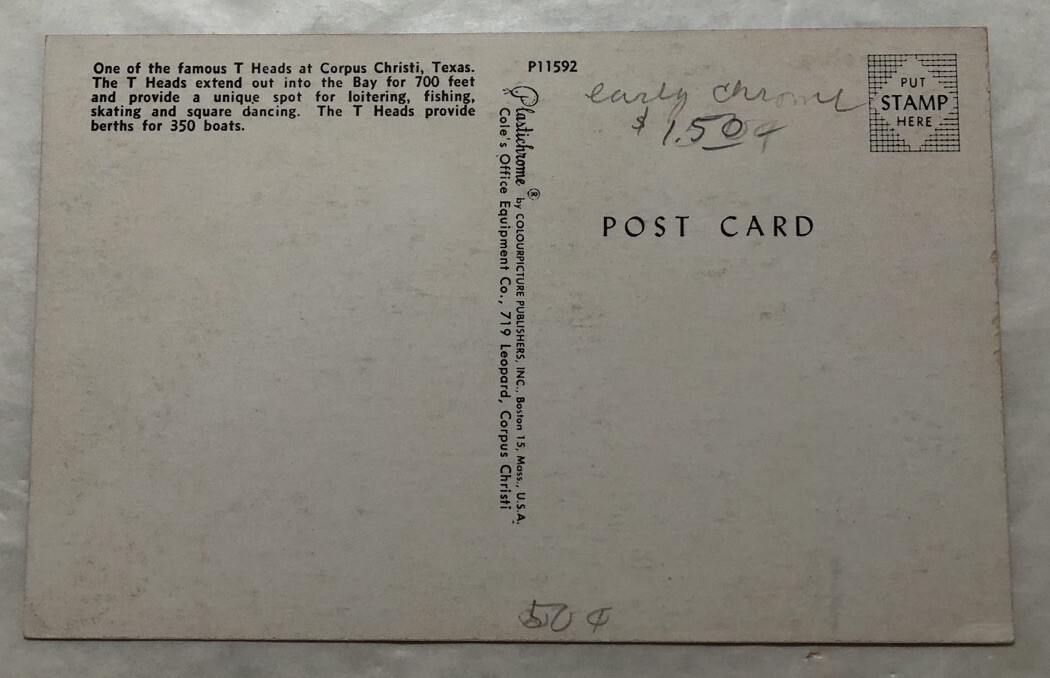 One of the famous T Heads at Corpus Christi, Texas.
The T Heads extend out into the Bay for 700 feet
and provide a unique spot for loitering, fishing,
skating and square dancing. The T Heads provide
berths for 350 boats.
P11592
Plastichrome ® by COLOURPICTURE PUBLISHERS, INC., Boston 15, Mass., U.S.A.
Cole's Office Equipment Co., 719 Leopard, Corpus Christi
early chrome
$1.50¢
PUT
STAMP
HERE
POST CARD
50¢